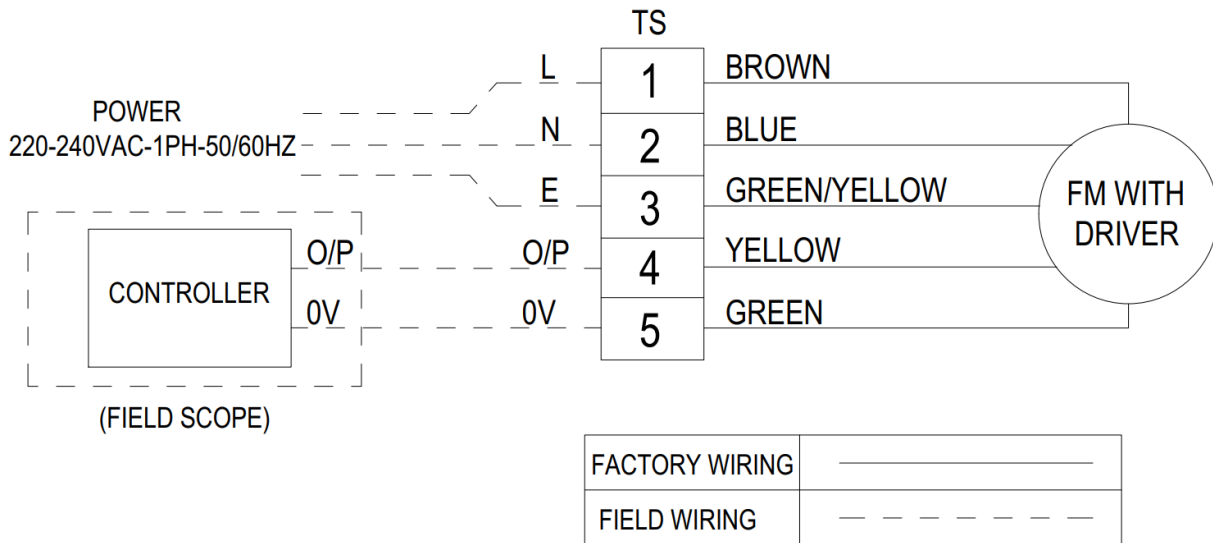 TS
L
1
BROWN
POWER
220-240VAC-1PH-50/60HZ
N
2
BLUE
E
3
GREEN/YELLOW
FM WITH
DRIVER
CONTROLLER
O/P
O/P
4
YELLOW
0V
0V
5
GREEN
(FIELD SCOPE)
FACTORY WIRING
FIELD WIRING